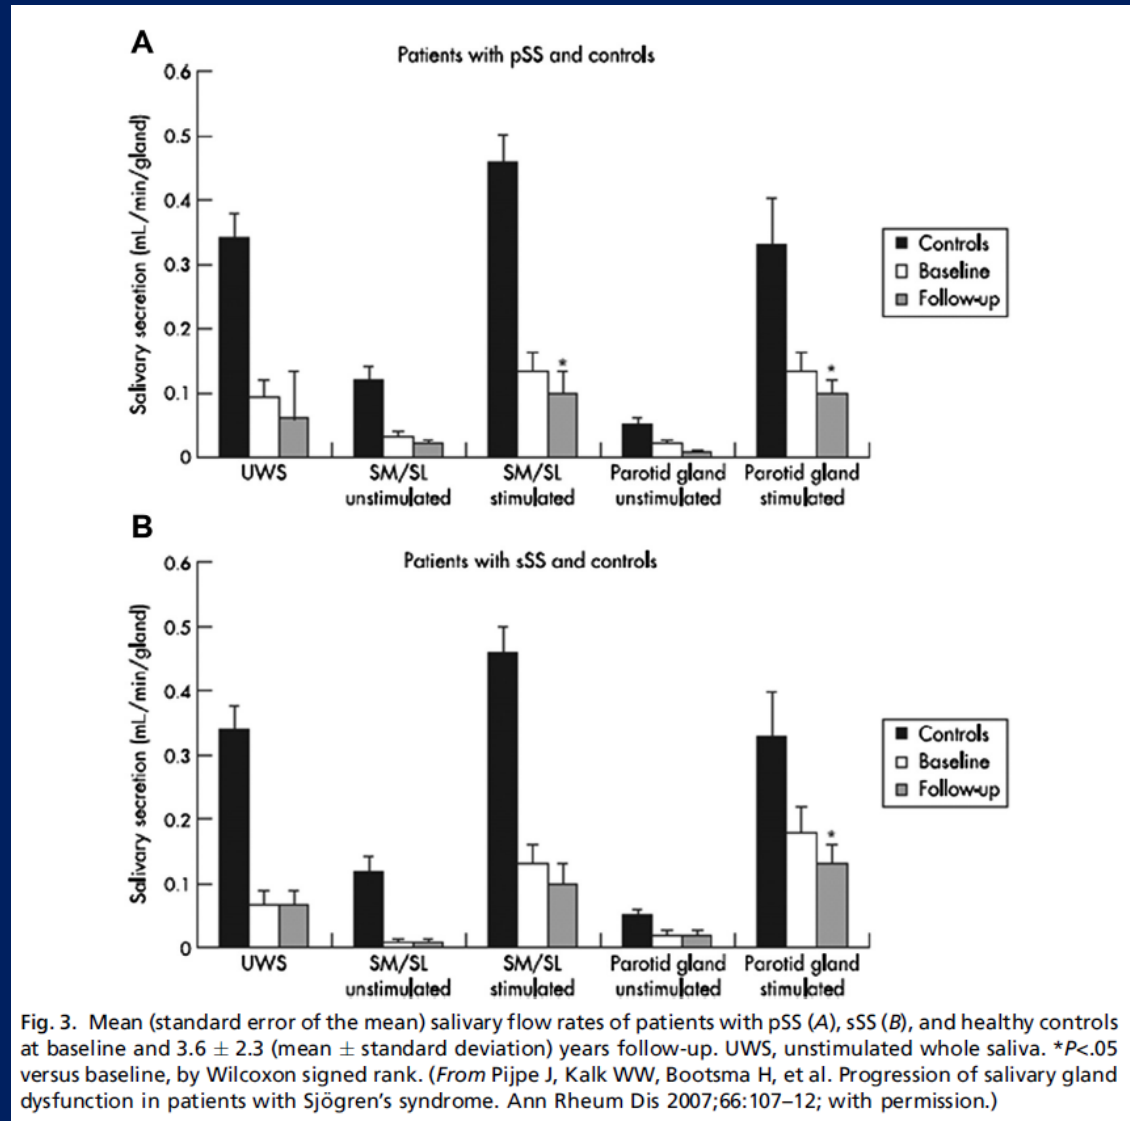 A
Patients with pSS and controls
0.6
0.5
0.4
0.3
0.2
0.1
0
Salivary secretion (mL/min/gland)
*
*
Controls
Baseline
Follow-up
UWS
SM/SL
unstimulated
SM/SL
stimulated
Parotid gland
unstimulated
Parotid gland
stimulated
B
Patients with sSS and controls
0.6
0.5
0.4
0.3
0.2
0.1
0
Salivary secretion (mL/min/gland)
*
Controls
Baseline
Follow-up
UWS
SM/SL
unstimulated
SM/SL
stimulated
Parotid gland
unstimulated
Parotid gland
stimulated
Fig. 3. Mean (standard error of the mean) salivary flow rates of patients with pSS (A), sSS (B), and healthy controls
at baseline and 3.6 ± 2.3 (mean ± standard deviation) years follow-up. UWS, unstimulated whole saliva. *P<.05
versus baseline, by Wilcoxon signed rank. (From Pijpe J, Kalk WW, Bootsma H, et al. Progression of salivary gland
dysfunction in patients with Sjögren's syndrome. Ann Rheum Dis 2007;66:107–12; with permission.)